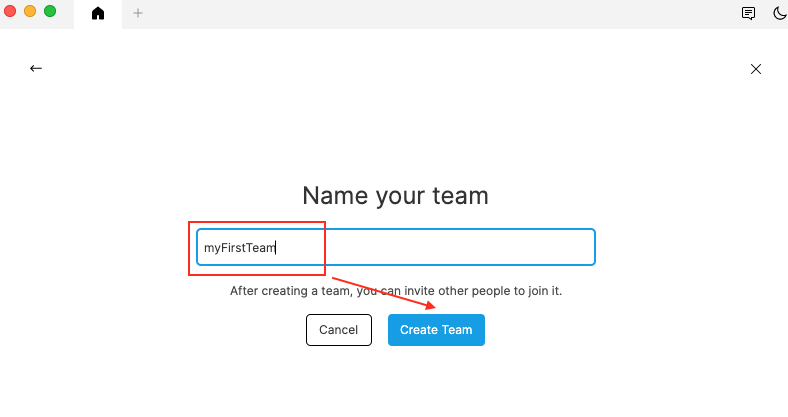 Name your team
myFirstTeam
After creating a team, you can invite other people to join it.
Cancel
Create Team